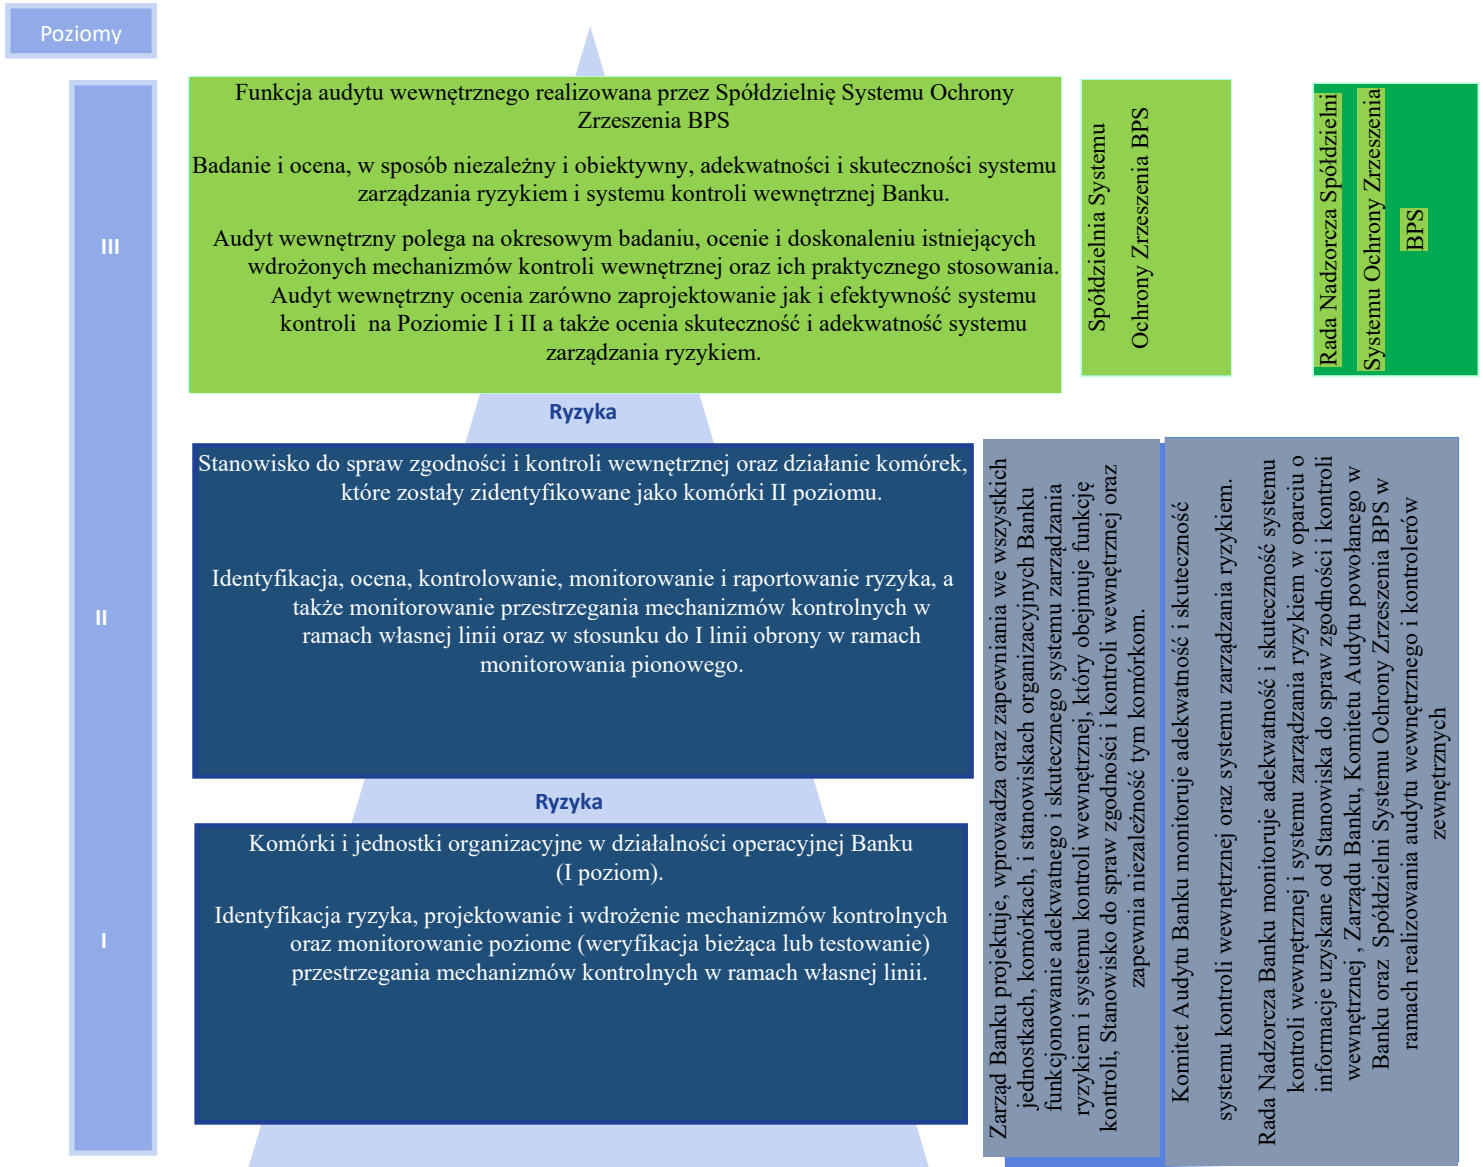 Poziomy
III
Funkcja audytu wewnętrznego realizowana przez Spółdzielnię Systemu Ochrony
Zrzeszenia BPS
Badanie i ocena, w sposób niezależny i obiektywny, adekwatności i skuteczności systemu
zarządzania ryzykiem i systemu kontroli wewnętrznej Banku.
Audyt wewnętrzny polega na okresowym badaniu, ocenie i doskonaleniu istniejących
wdrożonych mechanizmów kontroli wewnętrznej oraz ich praktycznego stosowania.
Audyt wewnętrzny ocenia zarówno zaprojektowanie jak i efektywność systemu
kontroli na Poziomie I i II a także ocenia skuteczność i adekwatność systemu
zarządzania ryzykiem.
Spółdzielnia Systemu
Ochrony Zrzeszenia BPS
Rada Nadzorcza Spółdzielni
Systemu Ochrony Zrzeszenia
BPS
Ryzyka
II
Stanowisko do spraw zgodności i kontroli wewnętrznej oraz działanie komórek,
które zostały zidentyfikowane jako komórki II poziomu.
Identyfikacja, ocena, kontrolowanie, monitorowanie i raportowanie ryzyka, a
także monitorowanie przestrzegania mechanizmów kontrolnych w
ramach własnej linii oraz w stosunku do I linii obrony w ramach
monitorowania pionowego.
Ryzyka
I
Komórki i jednostki organizacyjne w działalności operacyjnej Banku
(I poziom).
Identyfikacja ryzyka, projektowanie i wdrożenie mechanizmów kontrolnych
oraz monitorowanie poziome (weryfikacja bieżąca lub testowanie)
przestrzegania mechanizmów kontrolnych w ramach własnej linii.
Zarząd Banku projektuje, wprowadza oraz zapewniania we wszystkich
jednostkach, komórkach, i stanowiskach organizacyjnych Banku
funkcjonowanie adekwatnego i skutecznego systemu zarządzania
ryzykiem i systemu kontroli wewnętrznej, który obejmuje funkcję
kontroli, Stanowisko do spraw zgodności i kontroli wewnętrznej oraz
zapewnia niezależność tym komórkom.
Komitet Audytu Banku monitoruje adekwatność i skuteczność
systemu kontroli wewnętrznej oraz systemu zarządzania ryzykiem.
Rada Nadzorcza Banku monitoruje adekwatność i skuteczność systemu
kontroli wewnętrznej i systemu zarządzania ryzykiem w oparciu o
informacje uzyskane od Stanowiska do spraw zgodności i kontroli
wewnętrznej , Zarządu Banku, Komitetu Audytu powołanego w
Banku oraz Spółdzielni Systemu Ochrony Zrzeszenia BPS w
ramach realizowania audytu wewnętrznego i kontrolerów
zewnętrznych